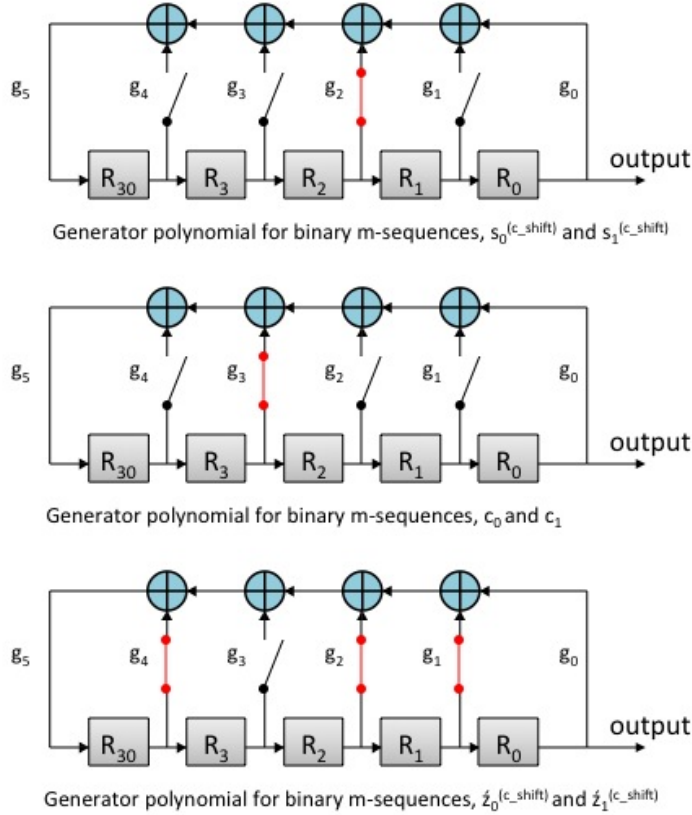 g5 g4 g3 g2 g1 g0
output
R30 R3 R2 R1 R0
Generator polynomial for binary m-sequences, s0(c_shift) and s1(c_shift)
g5 g4 g3 g2 g1 g0
output
R30 R3 R2 R1 R0
Generator polynomial for binary m-sequences, c0 and c1
g5 g4 g3 g2 g1 g0
output
R30 R3 R2 R1 R0
Generator polynomial for binary m-sequences, ź0(c_shift) and ź1(c_shift)